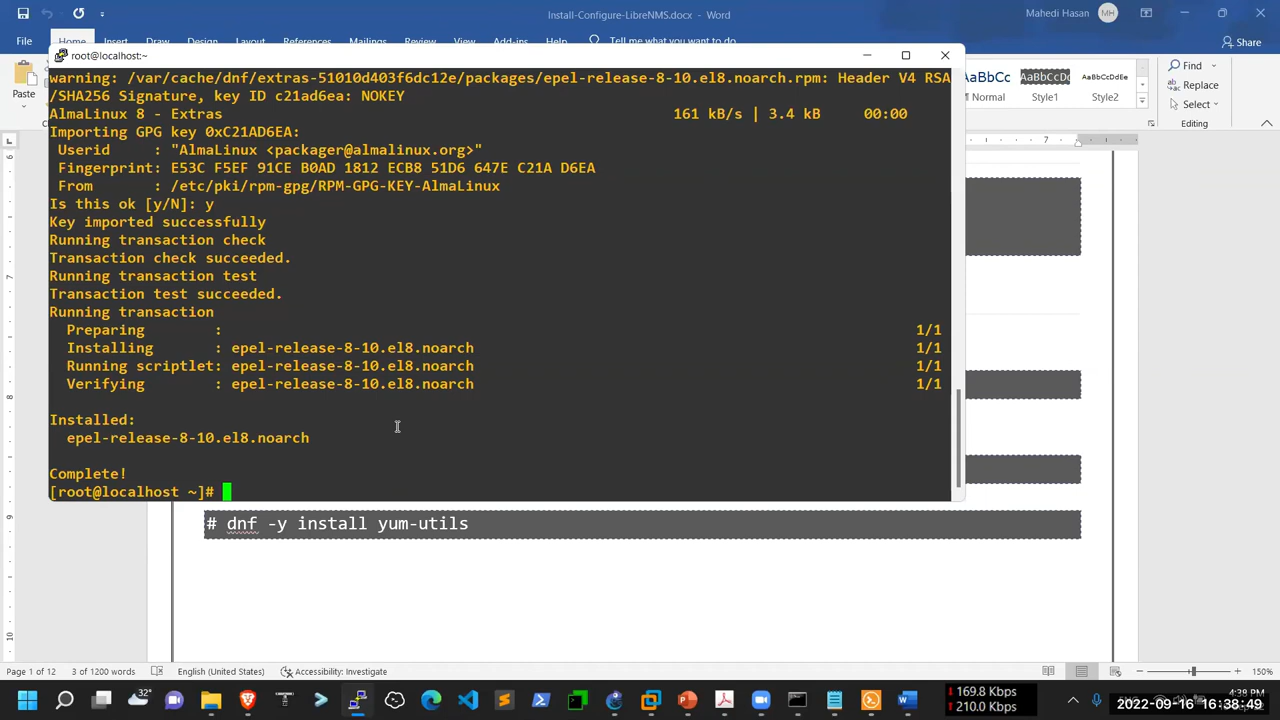 Install-Configure-LibreNMS.docx - Word
Mahedi Hasan MH
File Home Insert Draw Design Layout References Mailings Review View Add-ins Help Tell me what you want to do Share
root@localhost:~
Paste
AaBbCc AaBbCcDc AaBbCcDdEe
¶ Normal Style1 Style2
Find
Replace
Select
Editing
warning: /var/cache/dnf/extras-51010d403f6dc12e/packages/epel-release-8-10.el8.noarch.rpm: Header V4 RSA
/SHA256 Signature, key ID c21ad6ea: NOKEY
AlmaLinux 8 - Extras 161 kB/s | 3.4 kB 00:00
Importing GPG key 0xC21AD6EA:
Userid : "AlmaLinux <packager@almalinux.org>"
Fingerprint: E53C F5EF 91CE B0AD 1812 ECB8 51D6 647E C21A D6EA
From : /etc/pki/rpm-gpg/RPM-GPG-KEY-AlmaLinux
Is this ok [y/N]: y
Key imported successfully
Running transaction check
Transaction check succeeded.
Running transaction test
Transaction test succeeded.
Running transaction
Preparing : 1/1
Installing : epel-release-8-10.el8.noarch 1/1
Running scriptlet: epel-release-8-10.el8.noarch 1/1
Verifying : epel-release-8-10.el8.noarch 1/1
Installed:
epel-release-8-10.el8.noarch
Complete!
[root@localhost ~]#
# dnf -y install yum-utils
Page 1 of 12 3 of 1200 words English (United States) Accessibility: Investigate 150%
32°
169.8 Kbps
210.0 Kbps
2022-09-16 16:38:49